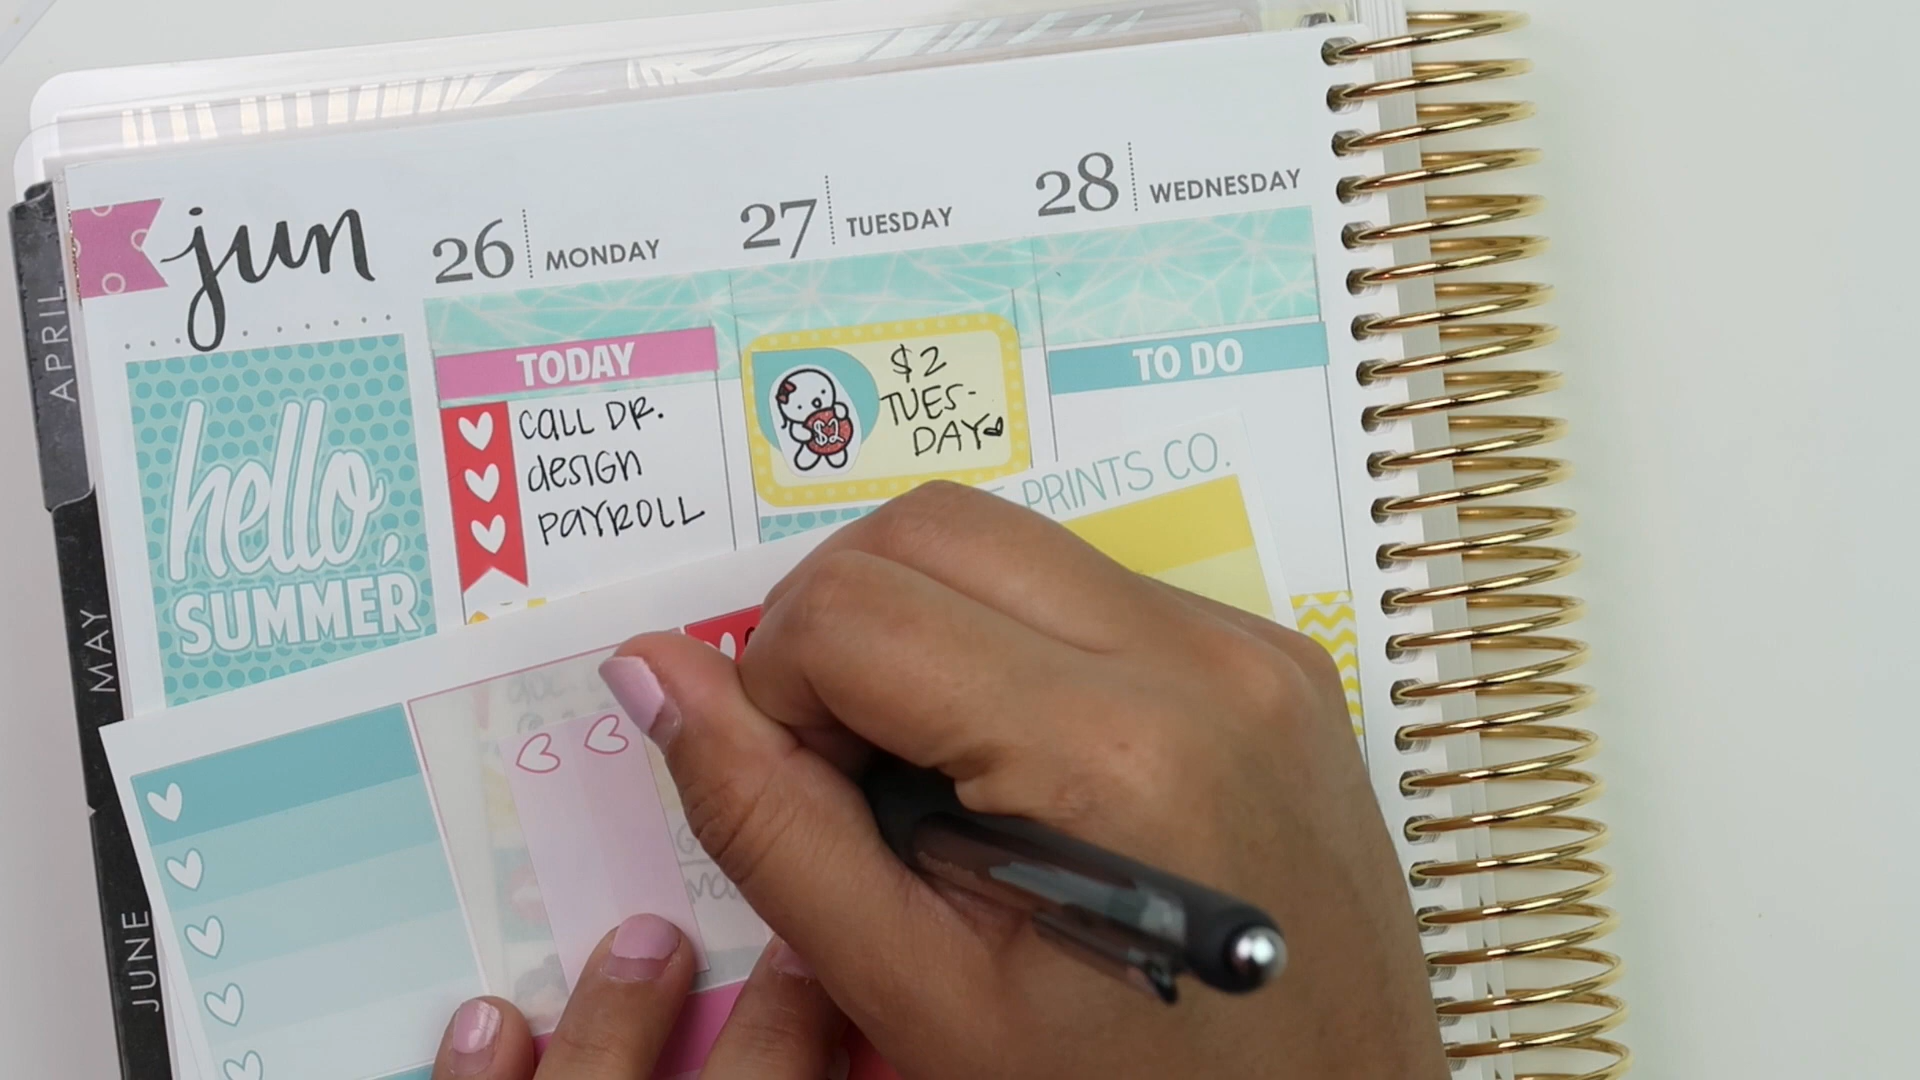 jun
26 MONDAY
27 TUESDAY
28 WEDNESDAY
APRIL
MAY
JUNE
hello,
SUMMER
TODAY
CALL DR.
design
PAYROLL
$2
$2
TUES-
DAY
TO DO
PRINTS CO.